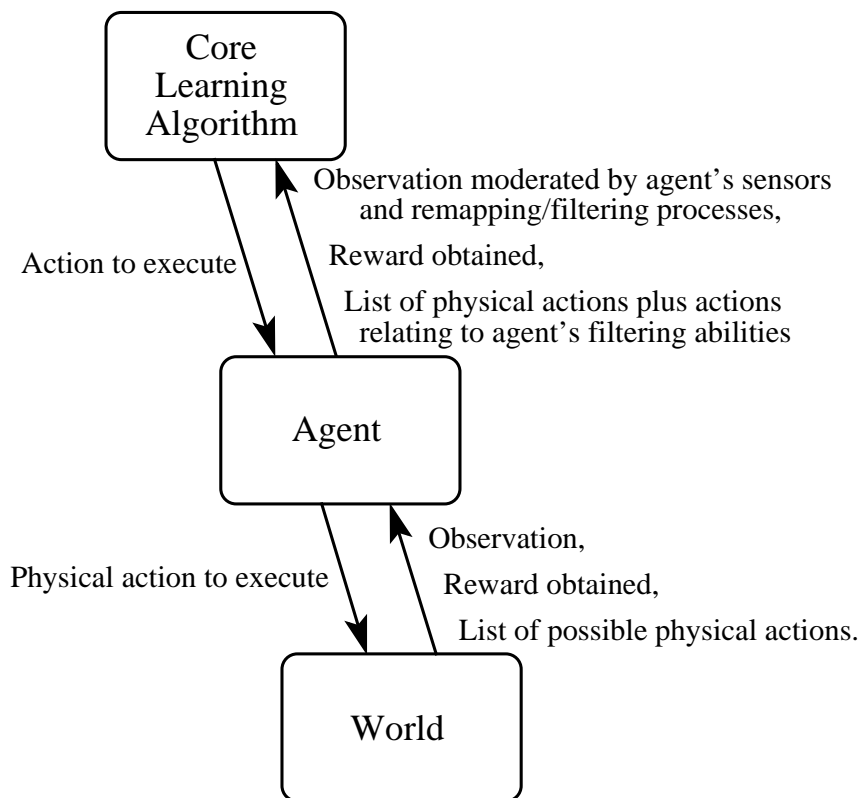 Core
Learning
Algorithm
Observation moderated by agent’s sensors
and remapping/filtering processes,
Action to execute
Reward obtained,
List of physical actions plus actions
relating to agent’s filtering abilities
Agent
Observation,
Physical action to execute
Reward obtained,
List of possible physical actions.
World